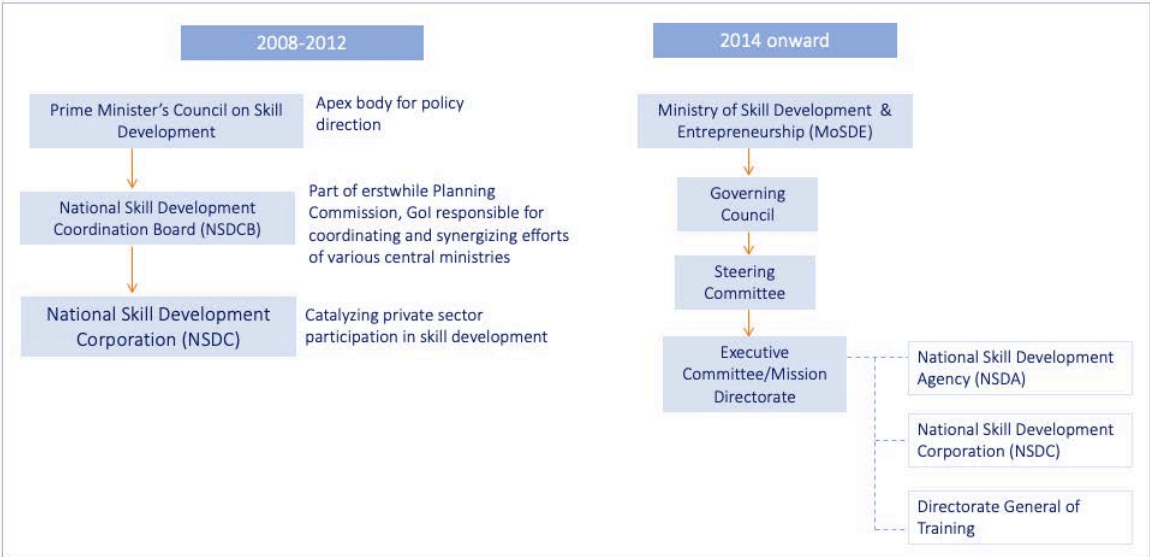 2008-2012
Prime Minister's Council on Skill
Development
Apex body for policy
direction
National Skill Development
Coordination Board (NSDCB)
Part of erstwhile Planning
Commission, GoI responsible for
coordinating and synergizing efforts
of various central ministries
National Skill Development
Corporation (NSDC)
Catalyzing private sector
participation in skill development
2014 onward
Ministry of Skill Development &
Entrepreneurship (MoSDE)
Governing
Council
Steering
Committee
Executive
Committee/Mission
Directorate
National Skill Development
Agency (NSDA)
National Skill Development
Corporation (NSDC)
Directorate General of
Training